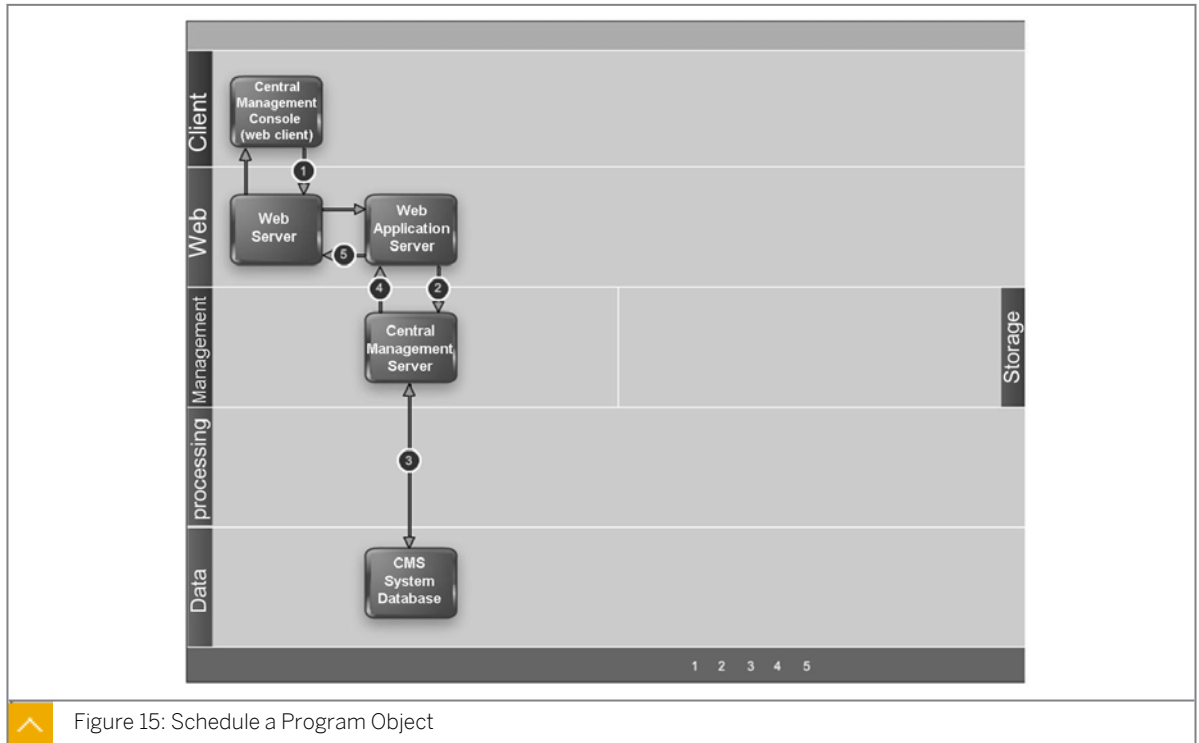 Client
Central
Management
Console
(web client)
1
Web
Web
Server
Web
Application
Server
5
4
2
Management
Central
Management
Server
Storage
processing
3
Data
CMS
System
Database
1 2 3 4 5
Figure 15: Schedule a Program Object